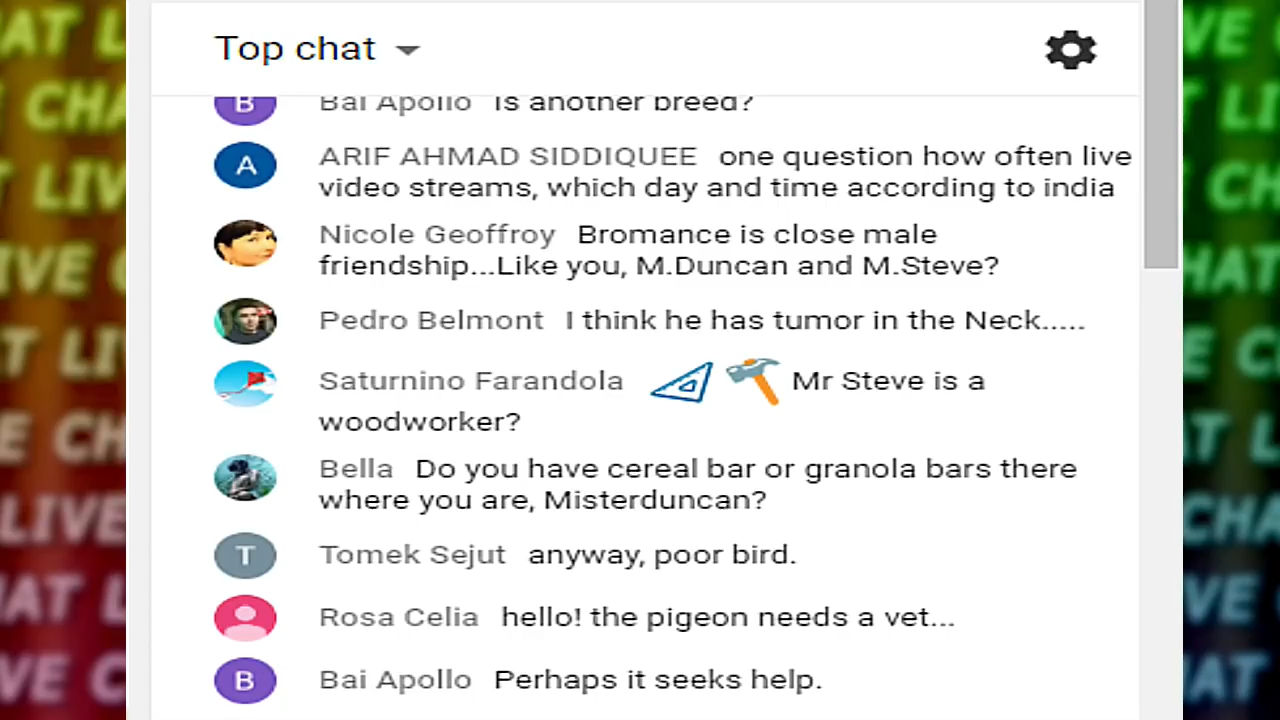 Top chat
Bai Apollo Is another breed?
A ARIF AHMAD SIDDIQUEE one question how often live
video streams, which day and time according to india
Nicole Geoffroy Bromance is close male
friendship...Like you, M.Duncan and M.Steve?
Pedro Belmont I think he has tumor in the Neck.....
Saturnino Farandola Mr Steve is a
woodworker?
Bella Do you have cereal bar or granola bars there
where you are, Misterduncan?
T Tomek Sejut anyway, poor bird.
Rosa Celia hello! the pigeon needs a vet...
B Bai Apollo Perhaps it seeks help.